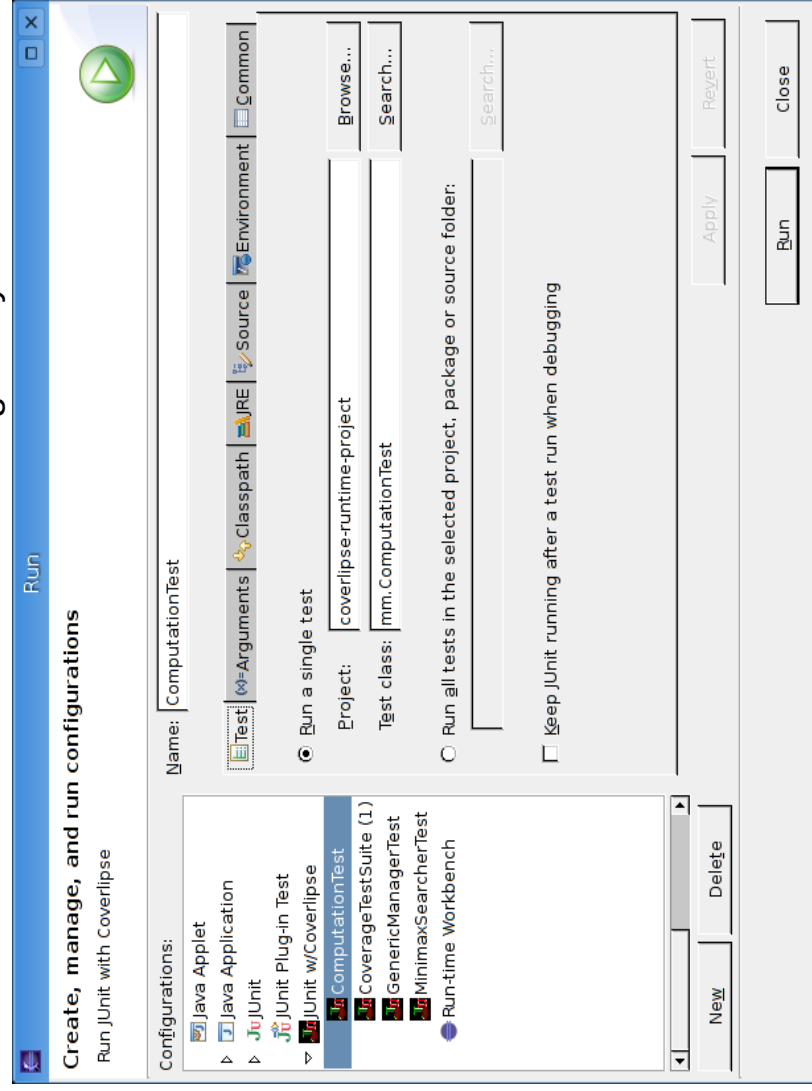 Run
Create, manage, and run configurations
Run JUnit with Coverlipse
Configurations:
Java Applet
Java Application
JUnit
JUnit Plug-in Test
JUnit w/Coverlipse
ComputationTest
CoverageTestSuite (1)
GenericManagerTest
MinimaxSearcherTest
Run-time Workbench
New
Delete
Name: ComputationTest
Test
(x)=Arguments
Classpath
JRE
Source
Environment
Common
Run a single test
Project: coverlipse-runtime-project
Browse...
Test class: mm.ComputationTest
Search...
Run all tests in the selected project, package or source folder:
Search...
Keep JUnit running after a test run when debugging
Apply
Revert
Run
Close